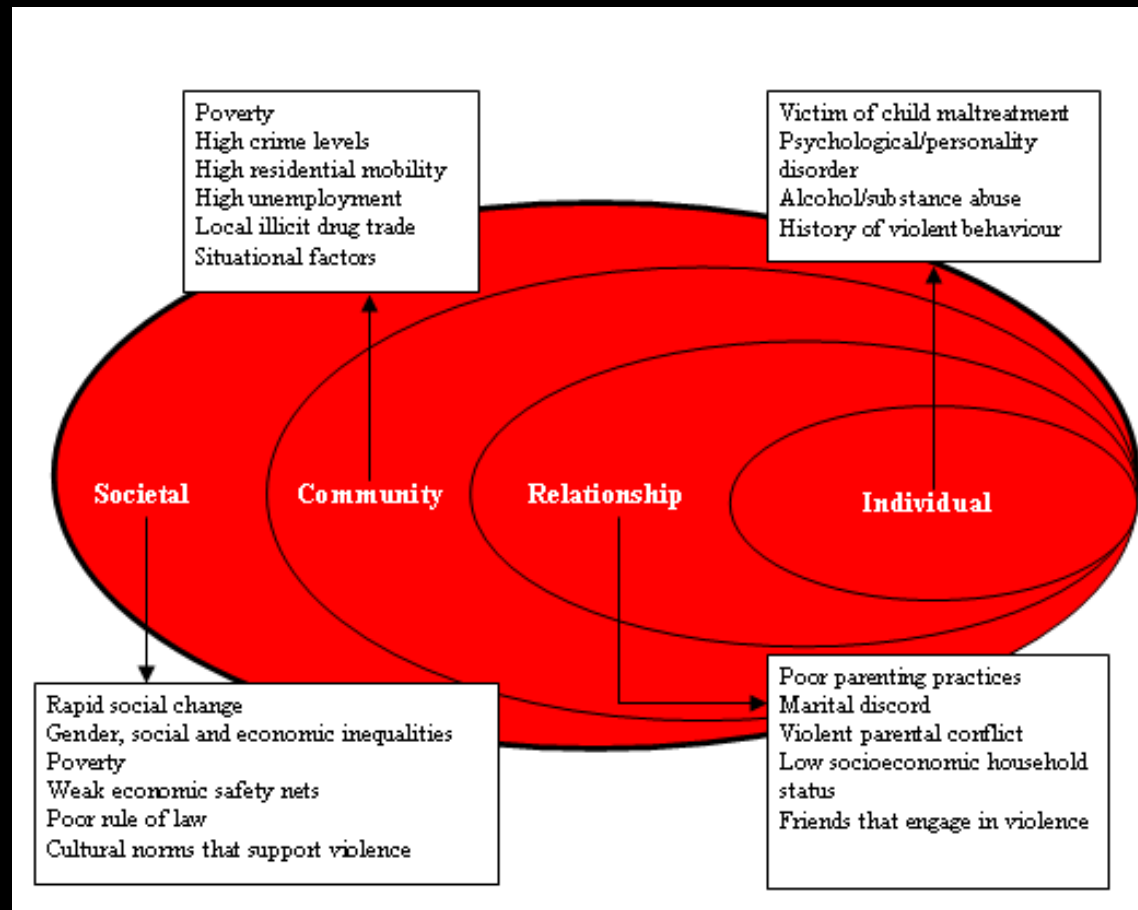 Poverty
High crime levels
High residential mobility
High unemployment
Local illicit drug trade
Situational factors
Victim of child maltreatment
Psychological/personality
disorder
Alcohol/substance abuse
History of violent behaviour
Societal
Community
Relationship
Individual
Rapid social change
Gender, social and economic inequalities
Poverty
Weak economic safety nets
Poor rule of law
Cultural norms that support violence
Poor parenting practices
Marital discord
Violent parental conflict
Low socioeconomic household
status
Friends that engage in violence